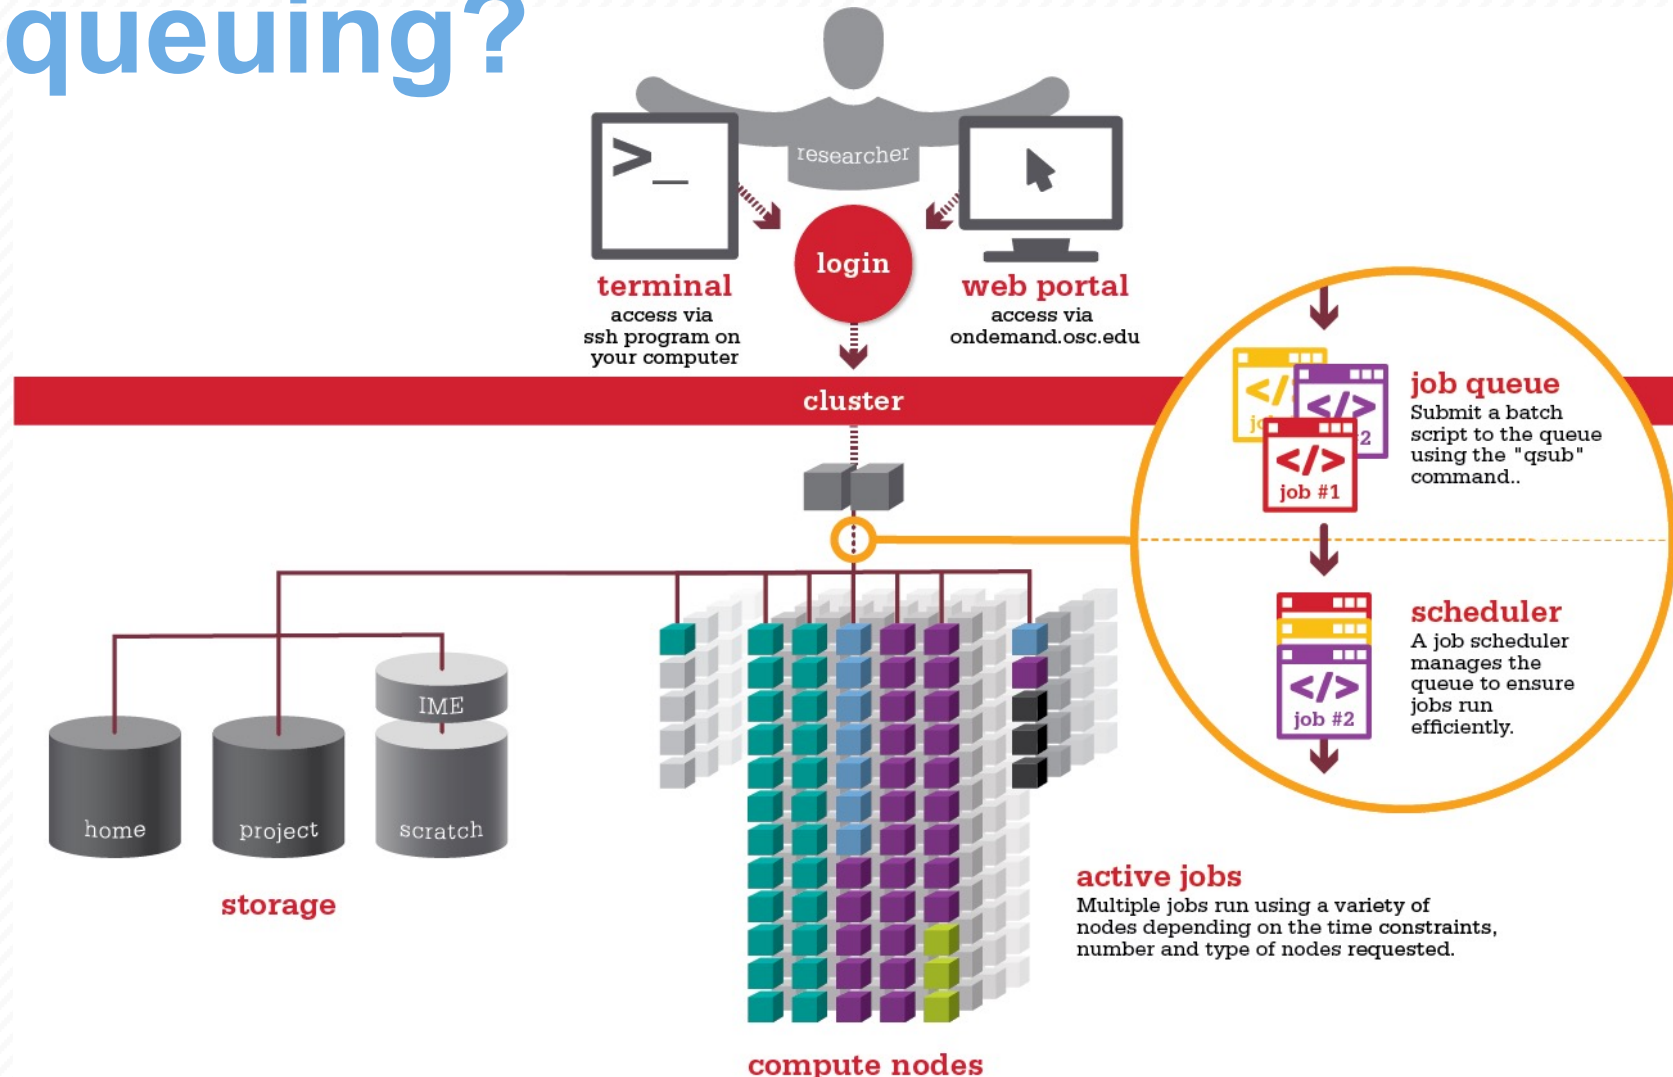 queuing?
researcher
>_
login
terminal
access via
ssh program on
your computer
web portal
access via
ondemand.osc.edu
cluster
</>
</>
2
</>
job #1
job queue
Submit a batch
script to the queue
using the "qsub"
command..
scheduler
A job scheduler
manages the
queue to ensure
jobs run
efficiently.
</>
job #2
IME
home
project
scratch
storage
active jobs
Multiple jobs run using a variety of
nodes depending on the time constraints,
number and type of nodes requested.
compute nodes